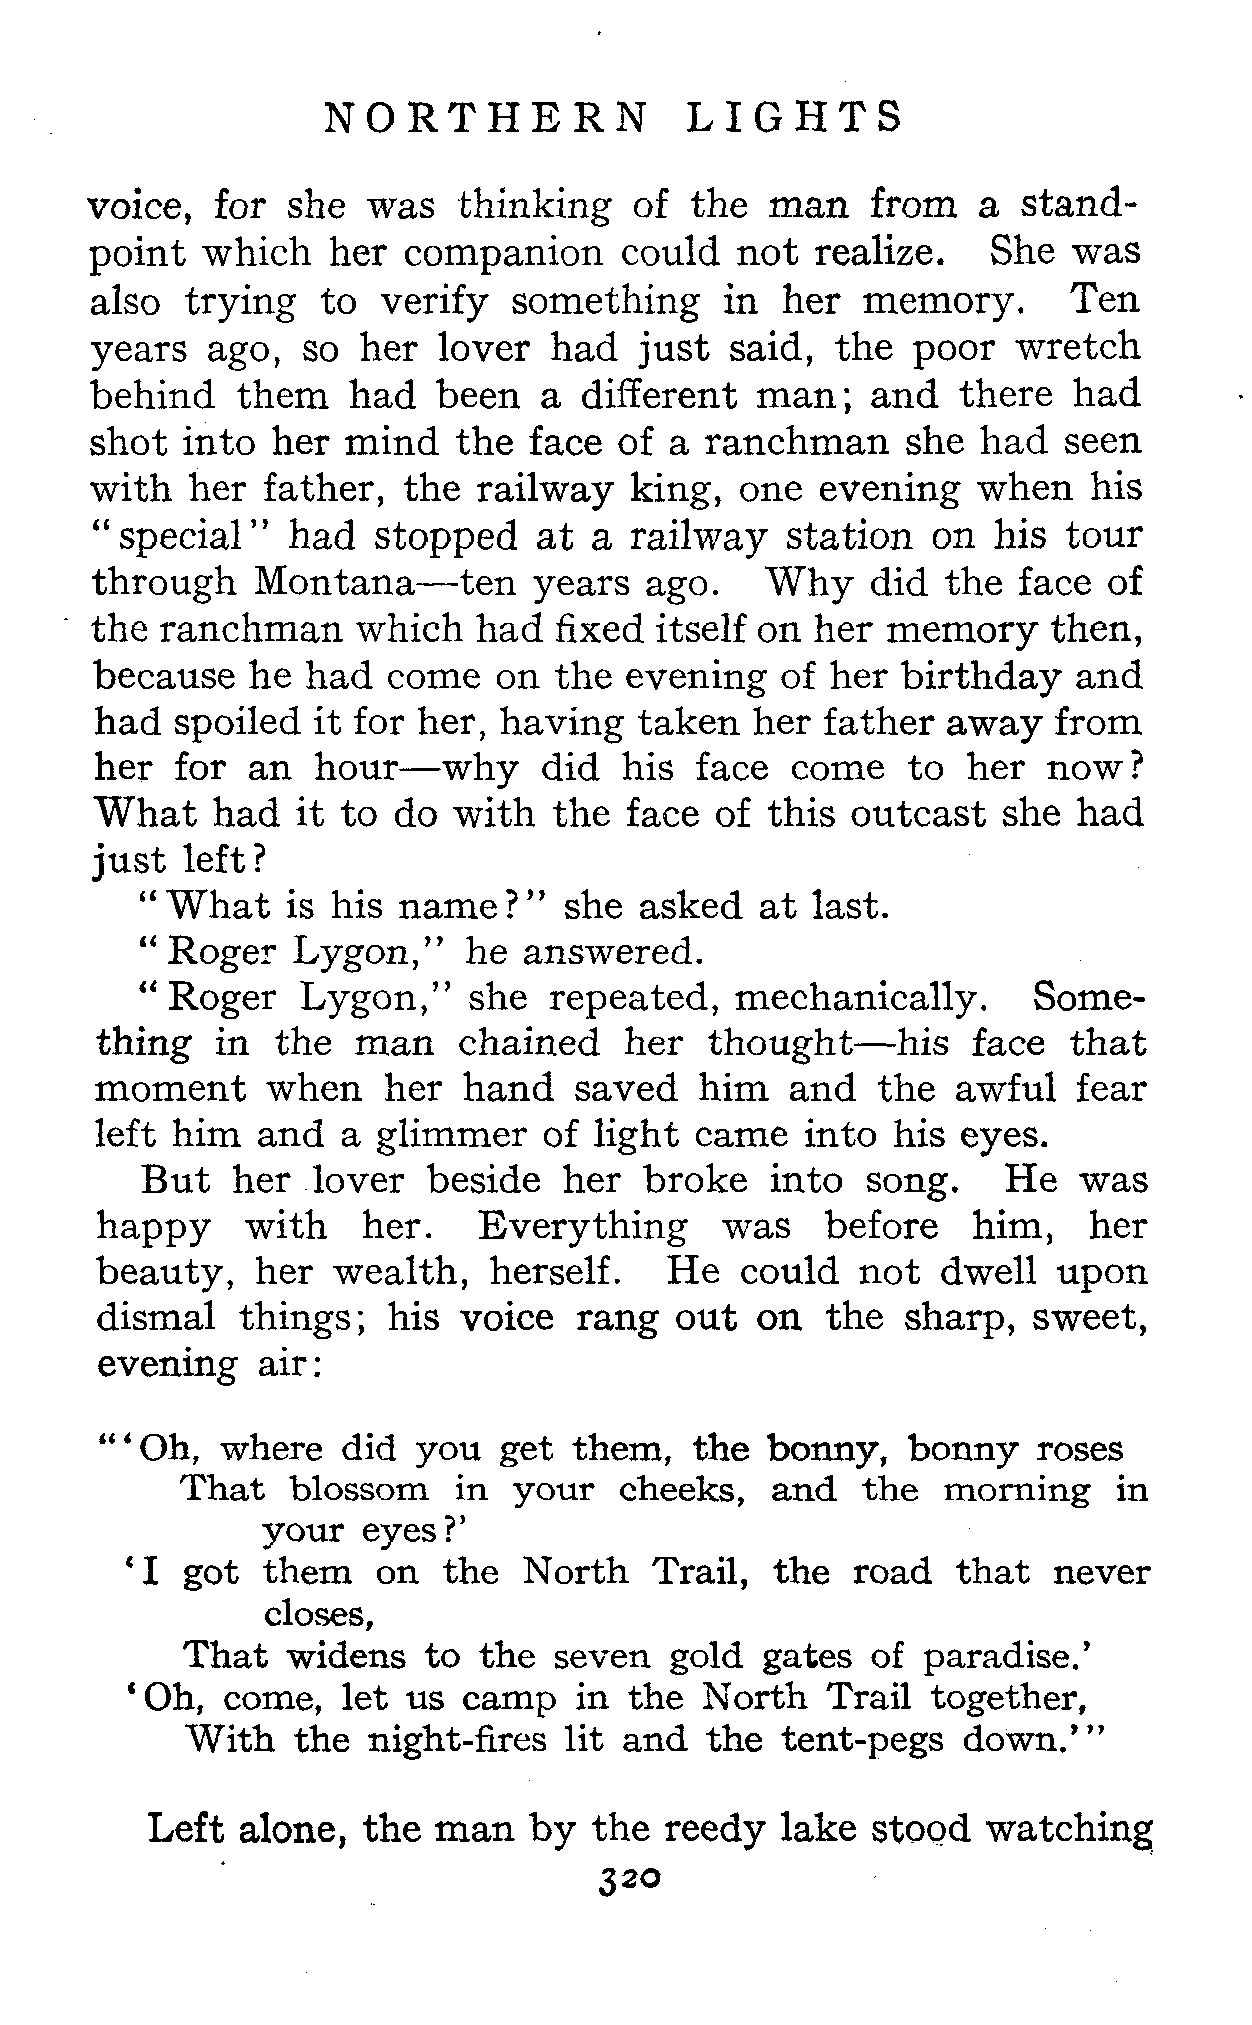 NORTHERN LIGHTS
voice, for she was thinking of the man from a stand-
point which her companion could not realize. She was
also trying to verify something in her memory. Ten
years ago, so her lover had just said, the poor wretch
behind them had been a different man; and there had
shot into her mind the face of a ranchman she had seen
with her father, the railway king, one evening when his
"special" had stopped at a railway station on his tour
through Montana—ten years ago. Why did the face of
the ranchman which had fixed itself on her memory then,
because he had come on the evening of her birthday and
had spoiled it for her, having taken her father away from
her for an hour—why did his face come to her now?
What had it to do with the face of this outcast she had
just left?
"What is his name?" she asked at last.
"Roger Lygon," he answered.
"Roger Lygon," she repeated, mechanically. Some-
thing in the man chained her thought—his face that
moment when her hand saved him and the awful fear
left him and a glimmer of light came into his eyes.
But her lover beside her broke into song. He was
happy with her. Everything was before him, her
beauty, her wealth, herself. He could not dwell upon
dismal things; his voice rang out on the sharp, sweet,
evening air:
"'Oh, where did you get them, the bonny, bonny roses
That blossom in your cheeks, and the morning in
your eyes?'
'I got them on the North Trail, the road that never
closes,
That widens to the seven gold gates of paradise.'
'Oh, come, let us camp in the North Trail together,
With the night-fires lit and the tent-pegs down.'"
Left alone, the man by the reedy lake stood watching
320